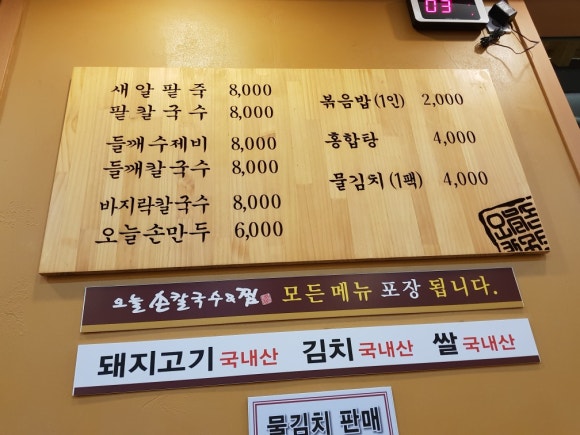 03
새알팥죽 8,000
팥칼국수 8,000
들깨수제비 8,000
들깨칼국수 8,000
바지락칼국수 8,000
오늘손만두 6,000
볶음밥(1인) 2,000
홍합탕 4,000
물김치(1팩) 4,000
오늘 손칼국수&찜 모든메뉴 포장 됩니다.
돼지고기 국내산 김치 국내산 쌀 국내산
물김치 판매